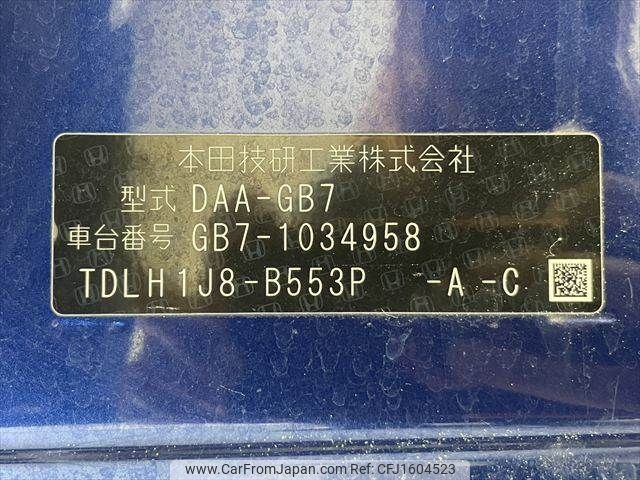 本田技研工業株式会社
型式 DAA-GB7
車台番号 GB7-1034958
TDLH1J8-B553P -A -C
www.CarFromJapan.com CFJ1604523